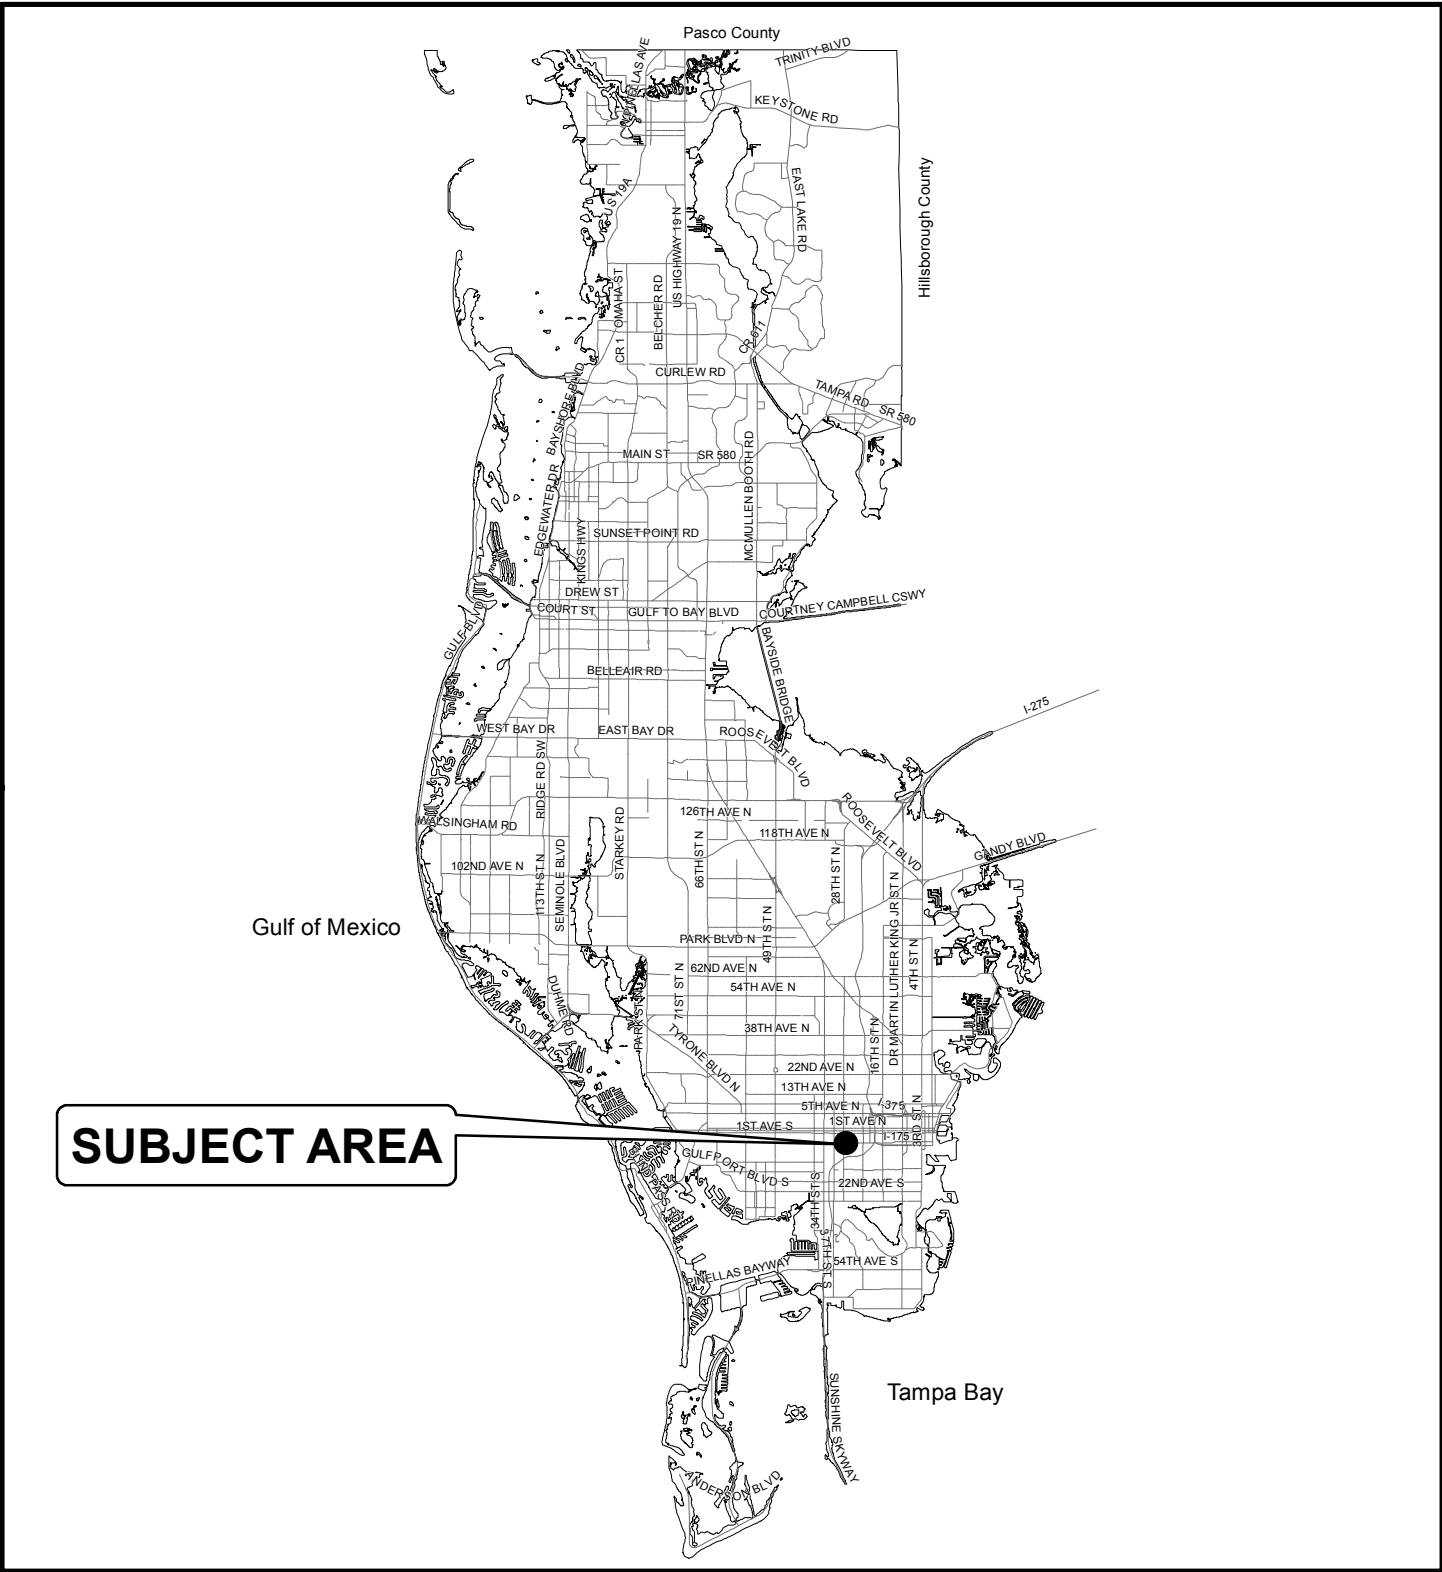 Pasco County
PINELLAS AVE
TRINITY BLVD
KEYSTONE RD
Hillsborough County
EAST LAKE RD
US 19A
US HIGHWAY 19 N
OMAHA ST
CR 1
BELCHER RD
CR 611
CURLEW RD
TAMPA RD
SR 580
BAYSHORE BLVD
MAIN ST
SR 580
MCMULLEN BOOTH RD
EDGEWATER DR
KINGS HWY
SUNSET POINT RD
DREW ST
COURT ST
GULF TO BAY BLVD
COURTNEY CAMPBELL CSWY
GULF BLVD
BAYSIDE BRIDGE
BELLEAIR RD
I-275
WEST BAY DR
EAST BAY DR
ROOSEVELT BLVD
RIDGE RD SW
126TH AVE N
ROOSEVELT BLVD
WALSINGHAM RD
STARKEY RD
118TH AVE N
GANDY BLVD
102ND AVE N
113TH ST N
SEMINOLE BLVD
66TH ST N
28TH ST N
DR MARTIN LUTHER KING JR ST N
Gulf of Mexico
49TH ST N
PARK BLVD N
4TH ST N
62ND AVE N
71ST ST N
54TH AVE N
DUHME RD
PARK ST N
38TH AVE N
16TH ST N
TYRONE BLVD N
22ND AVE N
13TH AVE N
5TH AVE N
I-375
3RD ST N
1ST AVE N
1ST AVE S
I-175
SUBJECT AREA
GULFPORT BLVD S
22ND AVE S
34TH ST S
37TH ST S
54TH AVE S
PINELLAS BAYWAY
Tampa Bay
SUNSHINE SKYWAY
ANDERSON BLVD